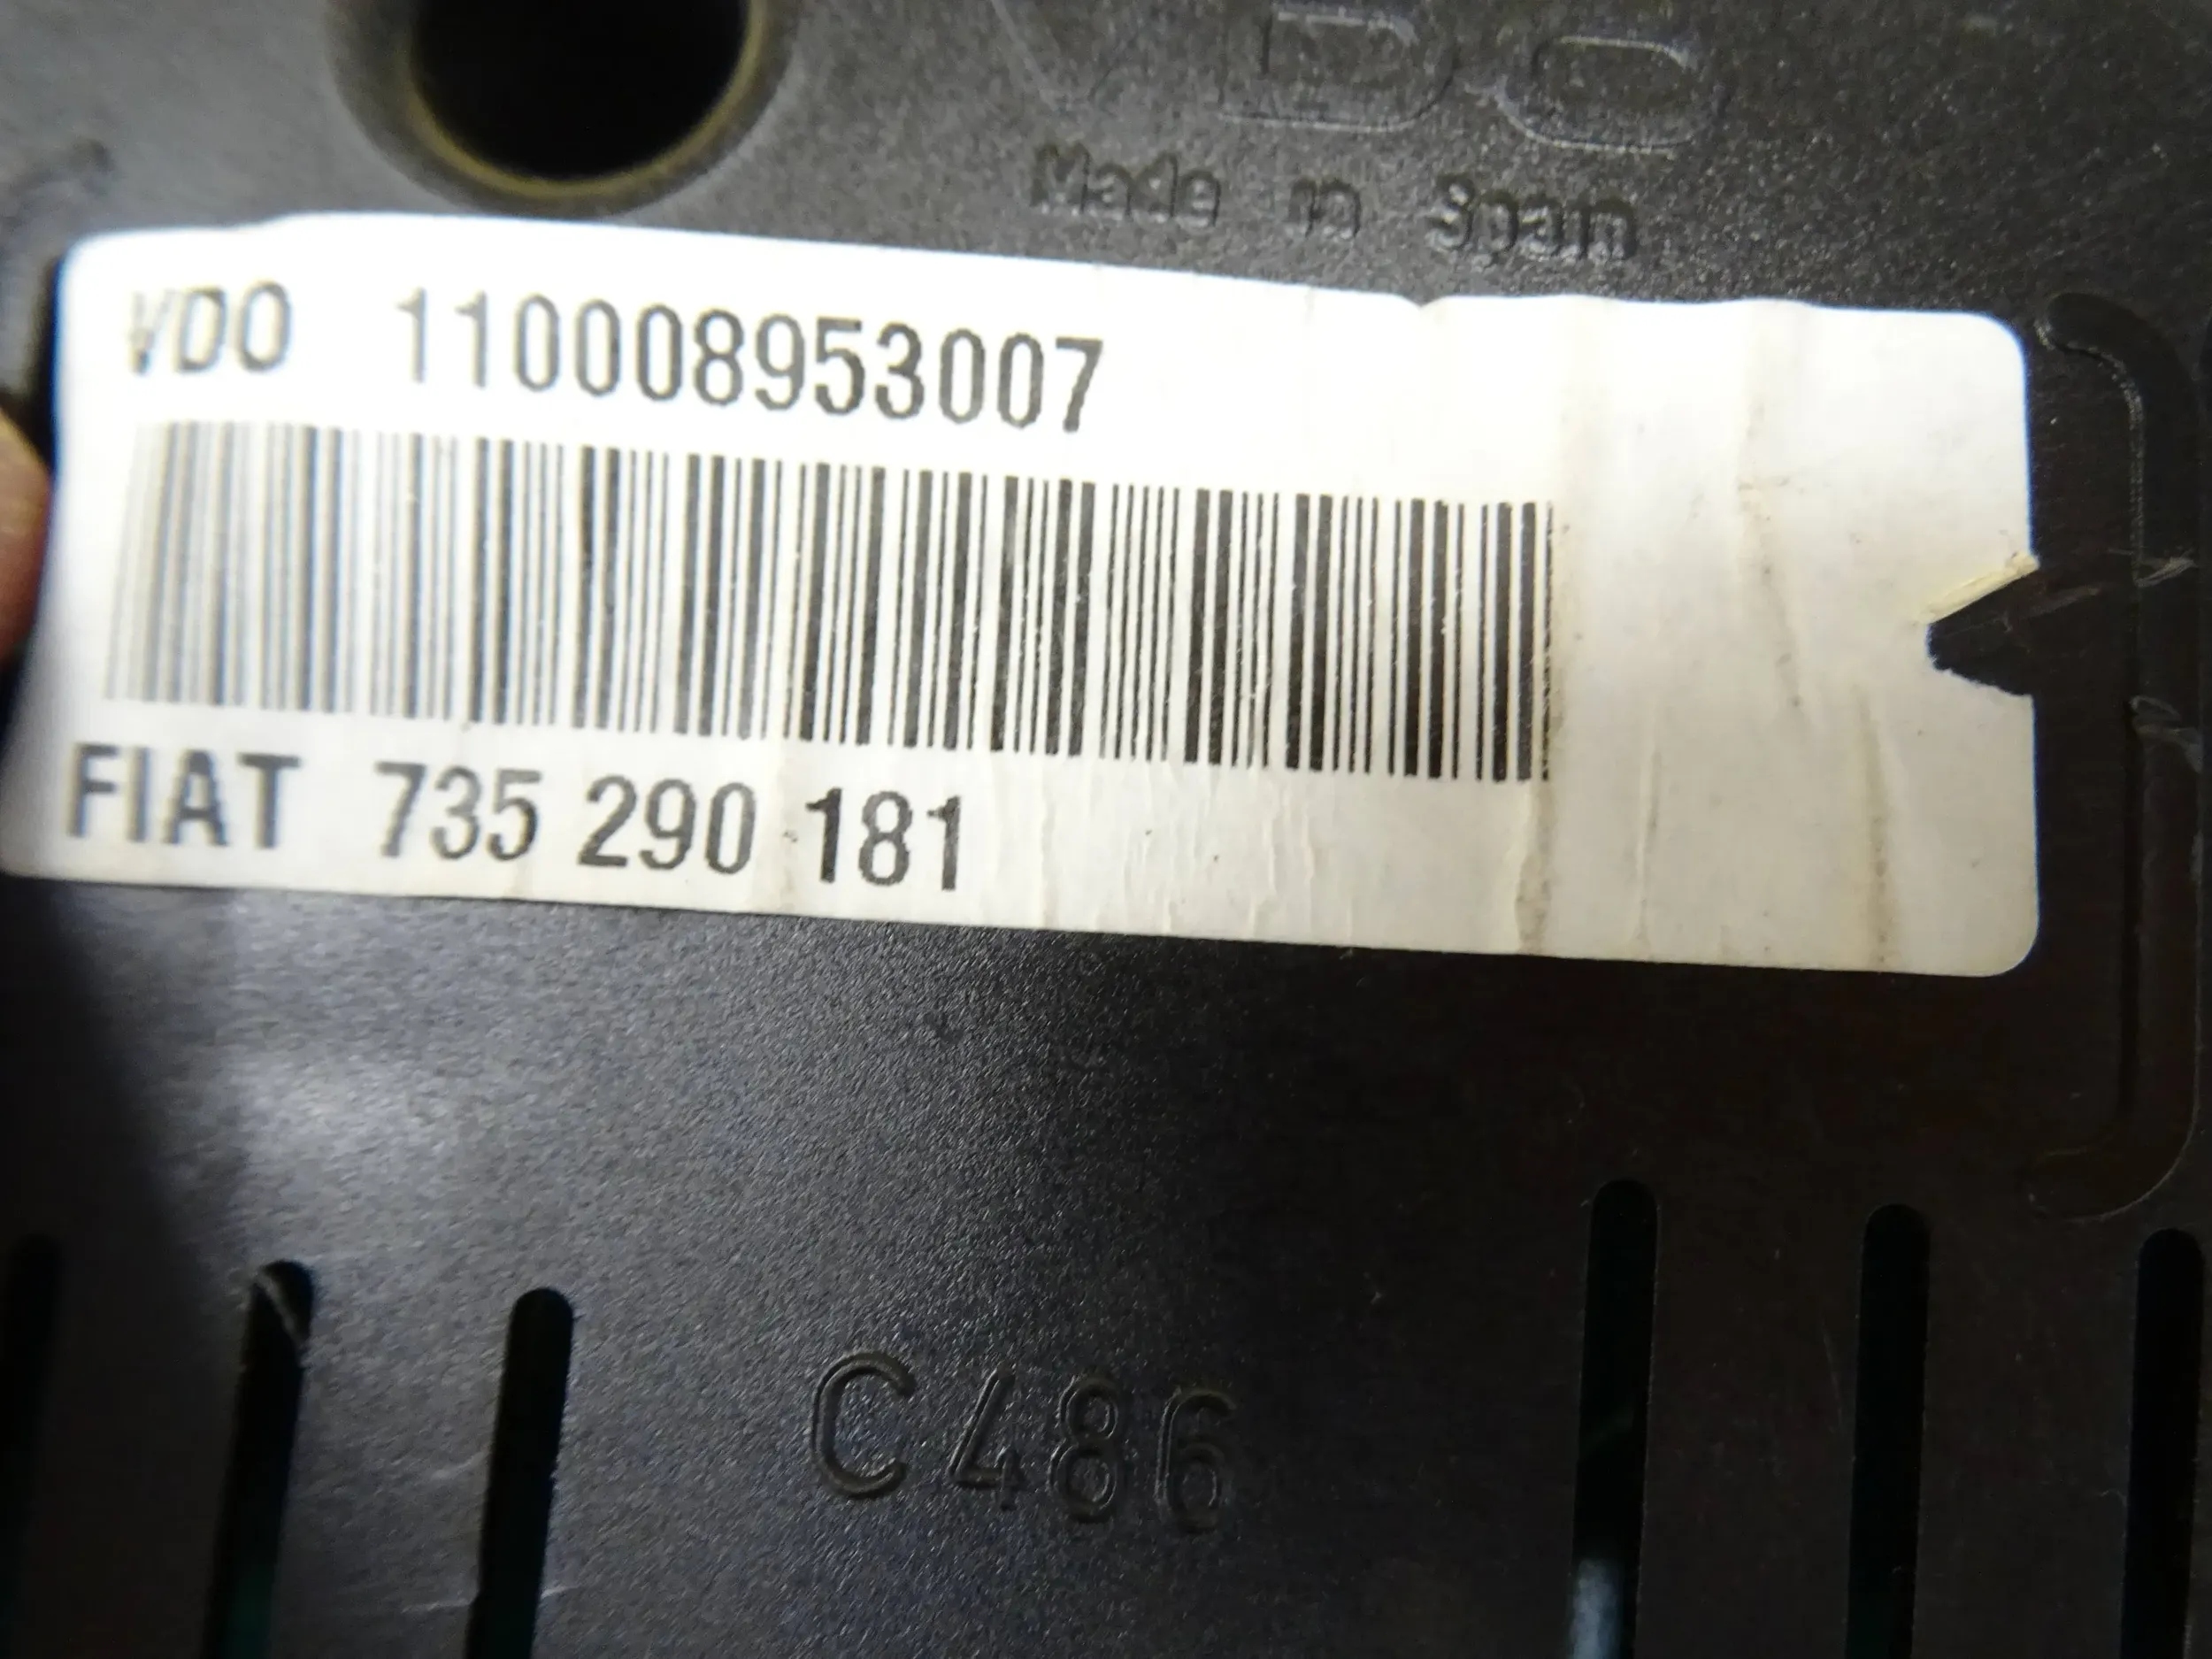 VDO
Made in Spain
VDO 110008953007
FIAT 735 290 181
C486